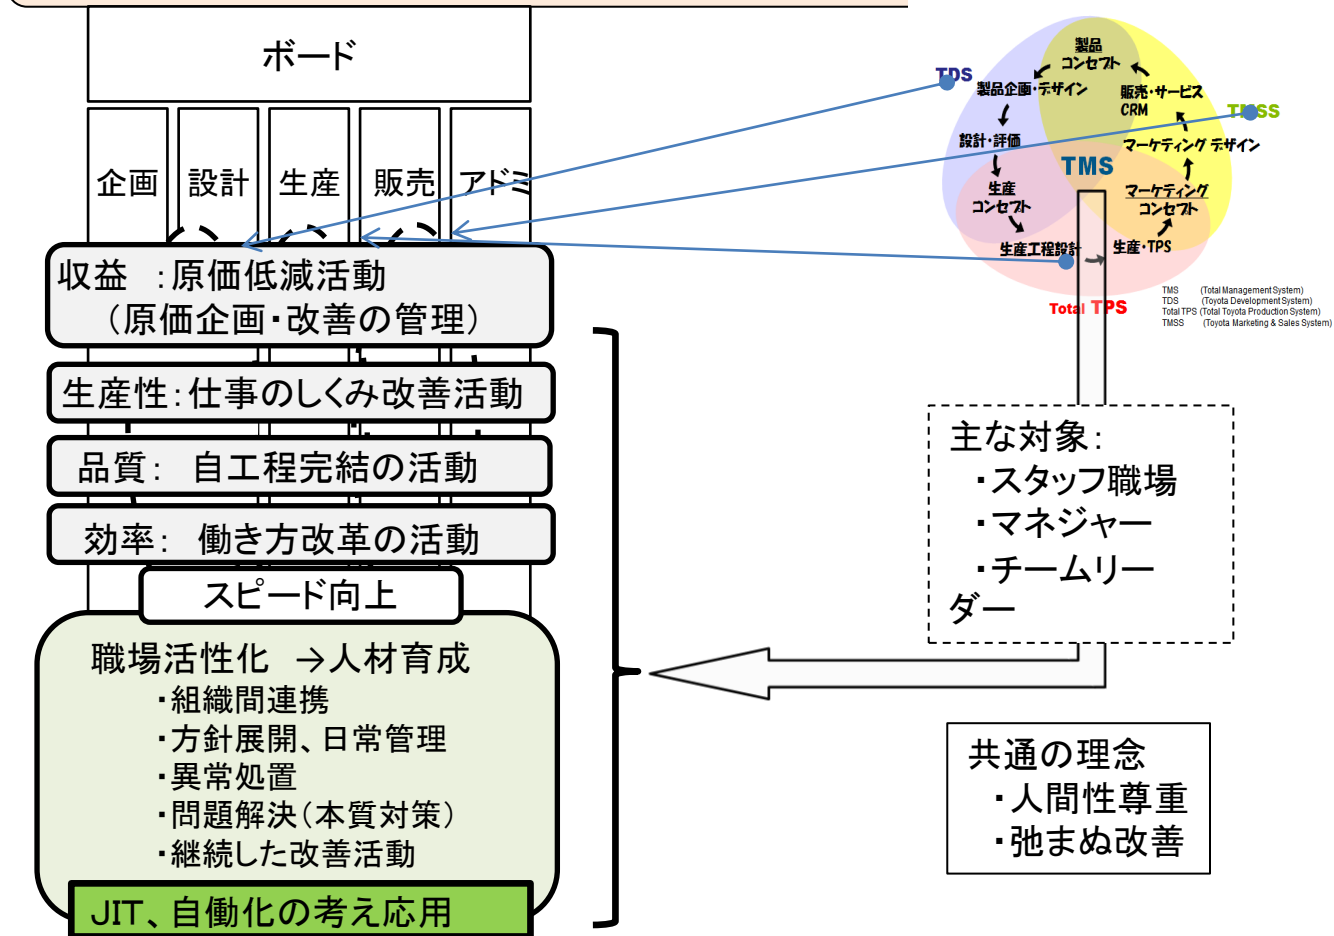 ボード
企画
設計
生産
販売
アドミ
収益 :原価低減活動
(原価企画・改善の管理)
生産性:仕事のしくみ改善活動
品質: 自工程完結の活動
効率: 働き方改革の活動
スピード向上
職場活性化 →人材育成
・組織間連携
・方針展開、日常管理
・異常処置
・問題解決(本質対策)
・継続した改善活動
JIT、自働化の考え応用
TDS
製品
コンセプト
製品企画・デザイン
設計・評価
生産
コンセプト
生産工程設計
生産・TPS
マーケティング
コンセプト
マーケティング デザイン
販売・サービス
CRM
TMSS
TMS
Total TPS
TMS (Total Management System)
TDS (Toyota Development System)
Total TPS (Total Toyota Production System)
TMSS (Toyota Marketing & Sales System)
主な対象:
・スタッフ職場
・マネジャー
・チームリー
ダー
共通の理念
・人間性尊重
・弛まぬ改善